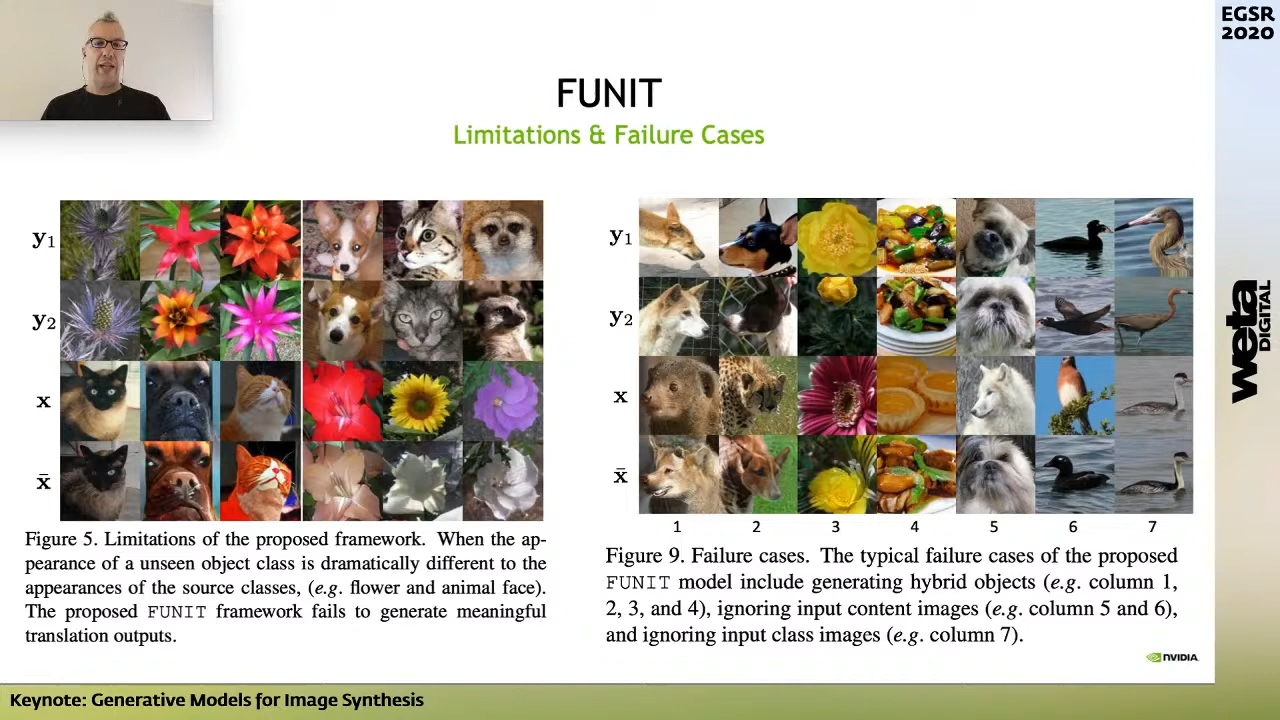 EGSR
2020
FUNIT
Limitations & Failure Cases
y1
y2
x
x̄
Figure 5. Limitations of the proposed framework. When the ap-
pearance of a unseen object class is dramatically different to the
appearances of the source classes, (e.g. flower and animal face).
The proposed FUNIT framework fails to generate meaningful
translation outputs.
y1
y2
x
x̄
1 2 3 4 5 6 7
Figure 9. Failure cases. The typical failure cases of the proposed
FUNIT model include generating hybrid objects (e.g. column 1,
2, 3, and 4), ignoring input content images (e.g. column 5 and 6),
and ignoring input class images (e.g. column 7).
NVIDIA.
weta
DIGITAL
Keynote: Generative Models for Image Synthesis